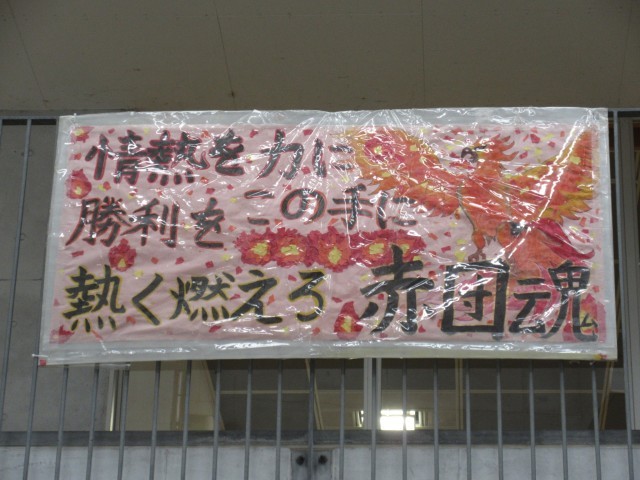 情熱を力に
勝利をこの手に
熱く燃えろ赤団魂